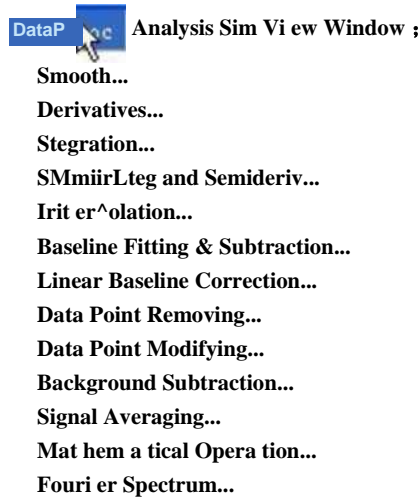 DataP oc Analysis Sim Vi ew Window ;
Smooth...
Derivatives...
Stegration...
SMmiirLteg and Semideriv...
Irit er^olation...
Baseline Fitting & Subtraction...
Linear Baseline Correction...
Data Point Removing...
Data Point Modifying...
Background Subtraction...
Signal Averaging...
Mat hem a tical Opera tion...
Fouri er Spectrum...